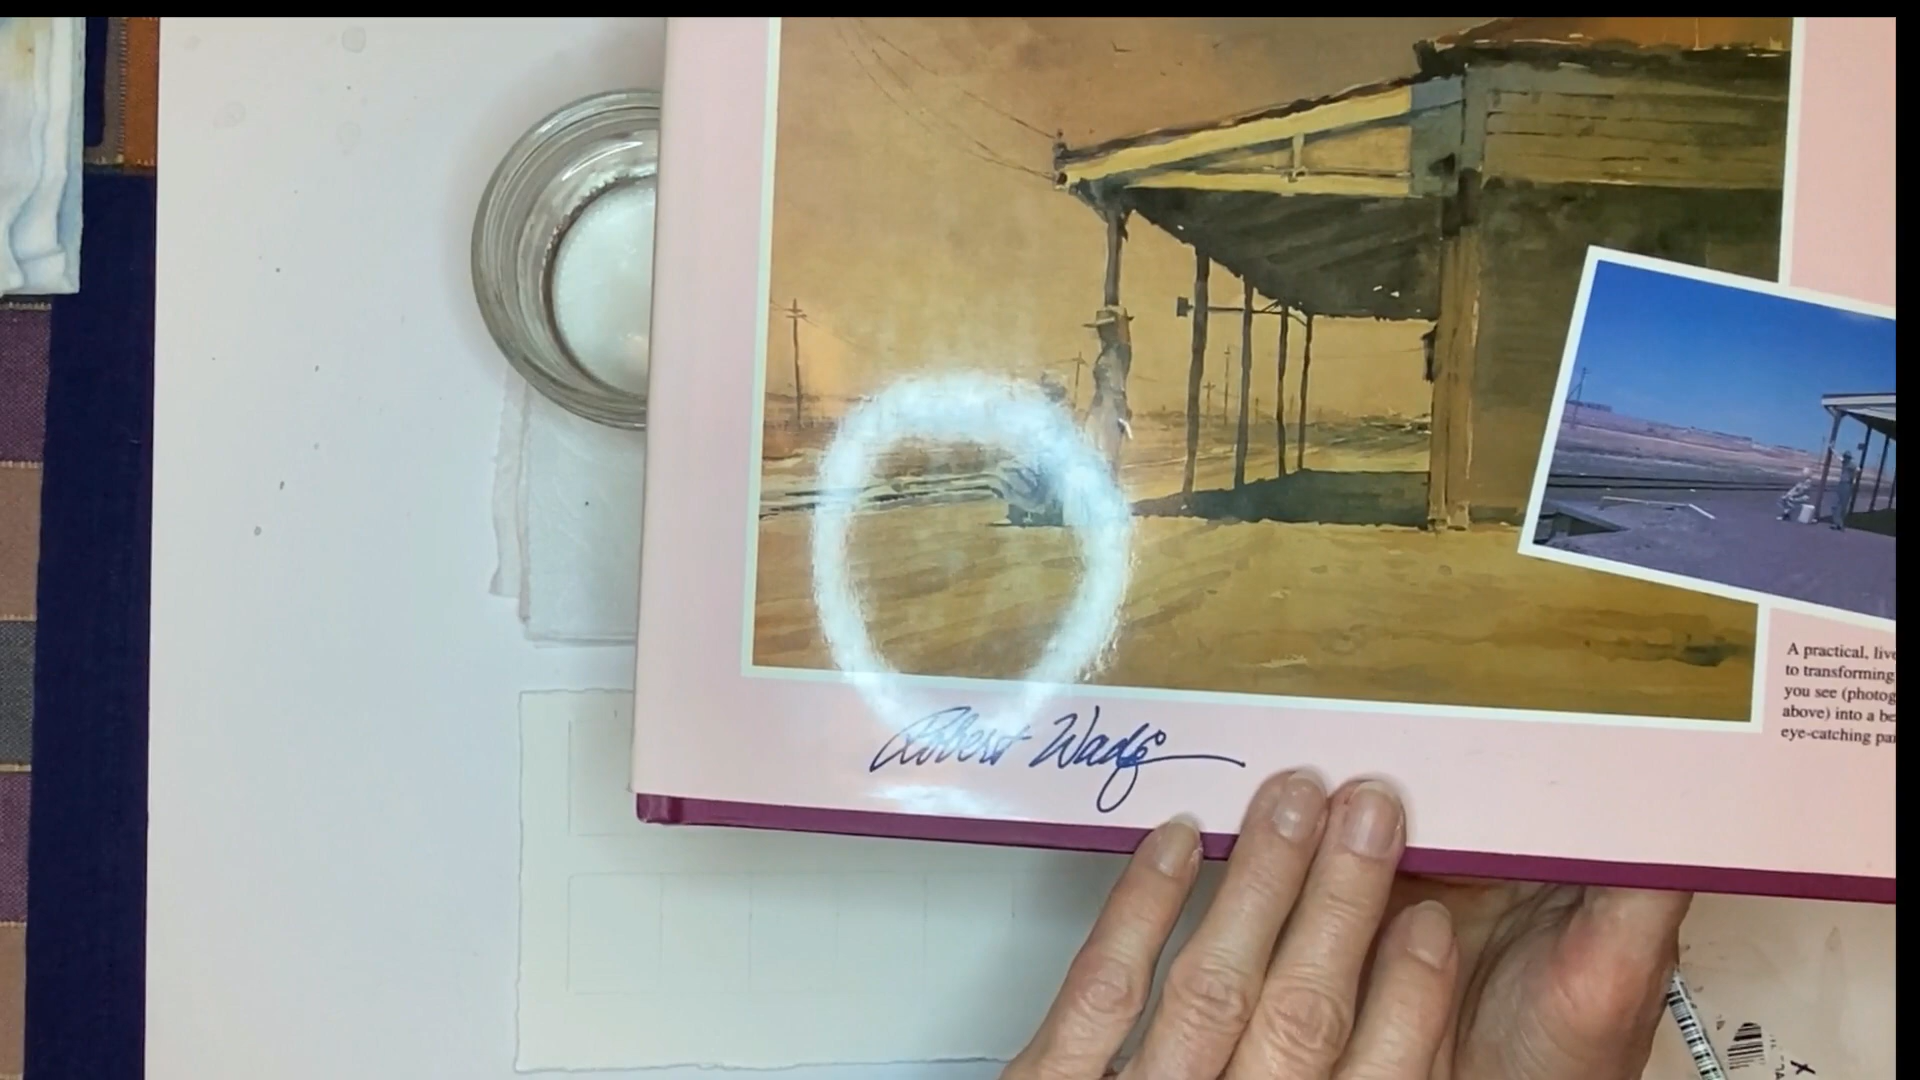 A practical, live
to transforming
you see (photog
above) into a be
eye-catching pa
Robert Wade